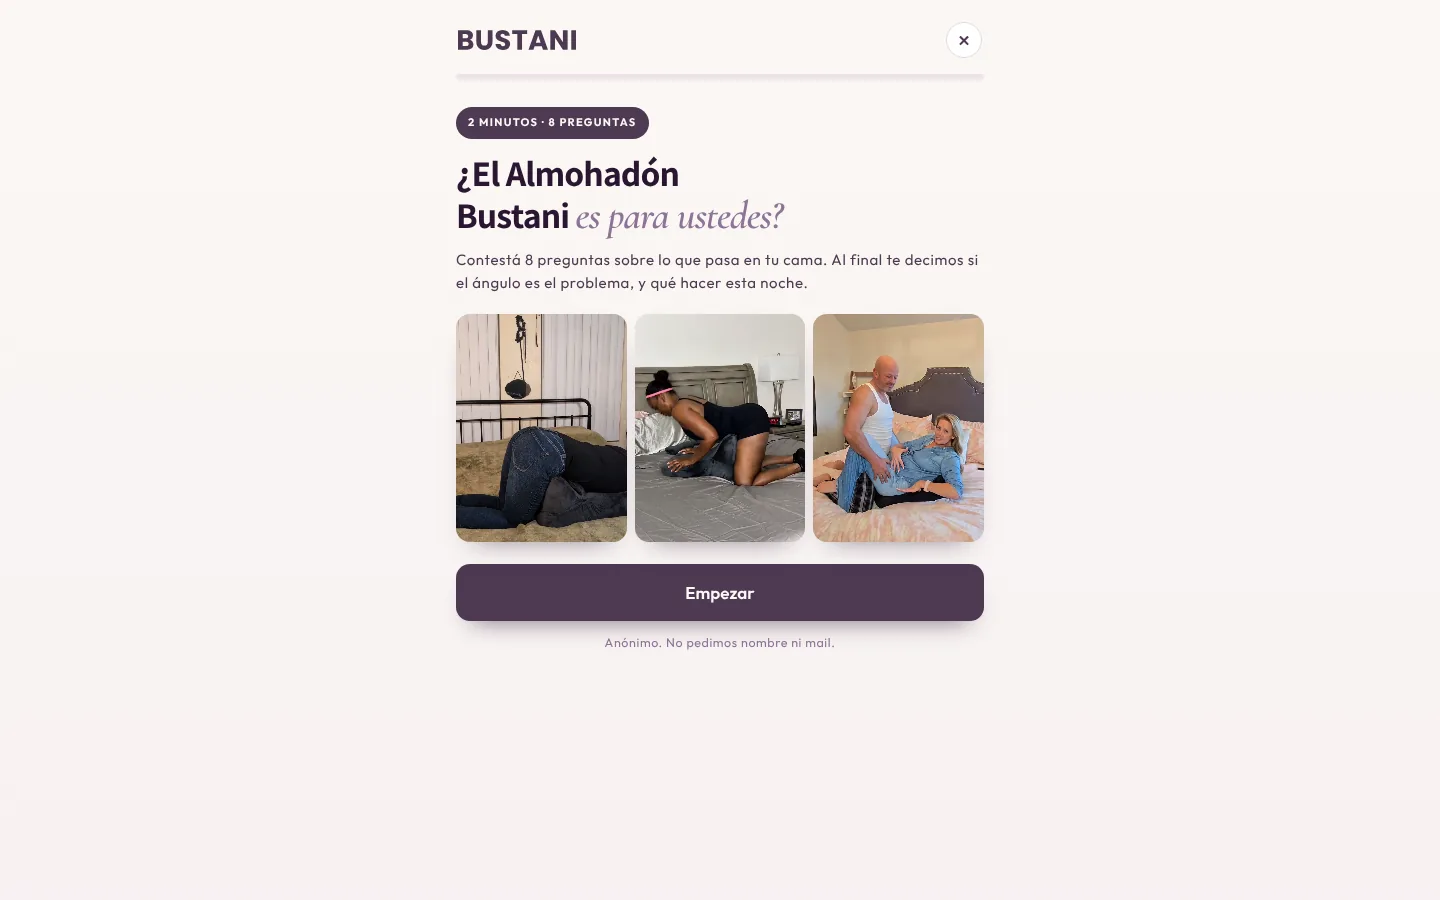 BUSTANI
2 MINUTOS · 8 PREGUNTAS
¿El Almohadón
Bustani es para ustedes?
Contestá 8 preguntas sobre lo que pasa en tu cama. Al final te decimos si
el ángulo es el problema, y qué hacer esta noche.
Empezar
Anónimo. No pedimos nombre ni mail.